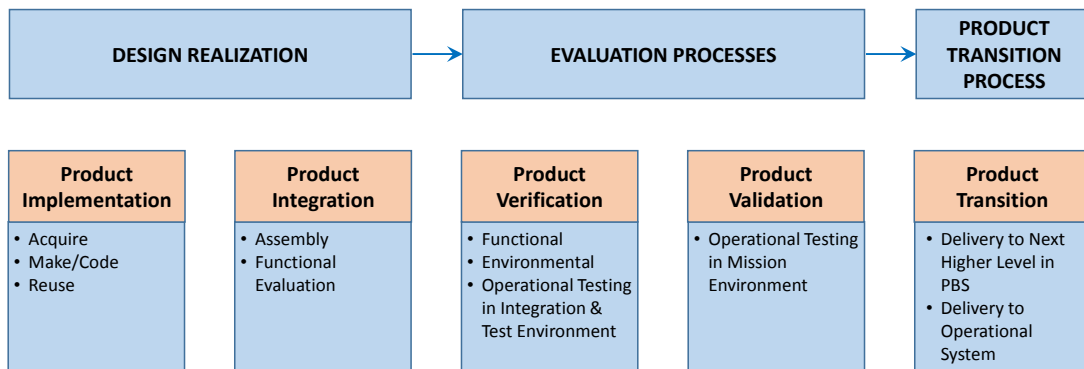 DESIGN REALIZATION
EVALUATION PROCESSES
PRODUCT
TRANSITION
PROCESS
Product
Implementation
• Acquire
• Make/Code
• Reuse
Product
Integration
• Assembly
• Functional
Evaluation
Product
Verification
• Functional
• Environmental
• Operational Testing
in Integration &
Test Environment
Product
Validation
• Operational Testing
in Mission
Environment
Product
Transition
• Delivery to Next
Higher Level in
PBS
• Delivery to
Operational
System